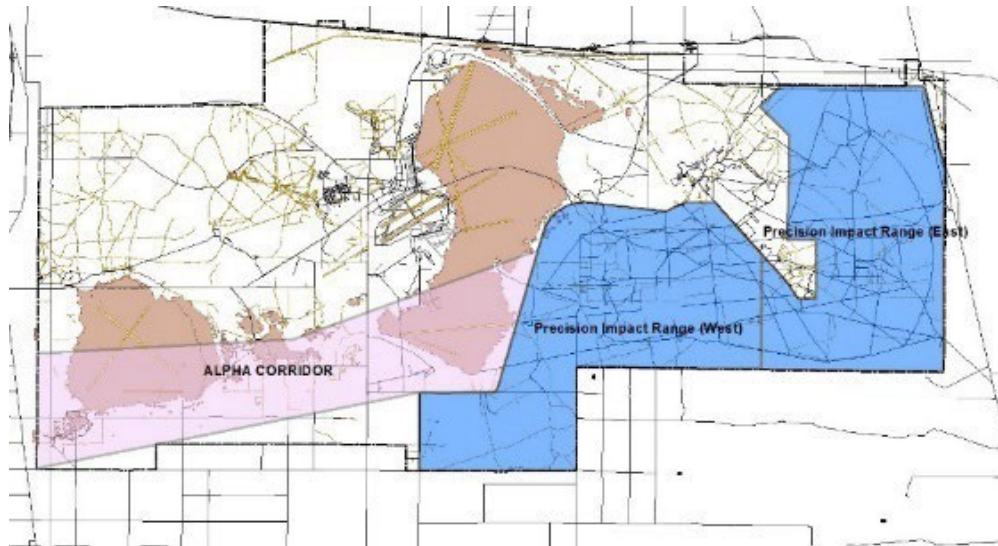 Precision Impact Range (East)
Precision Impact Range (West)
ALPHA CORRIDOR